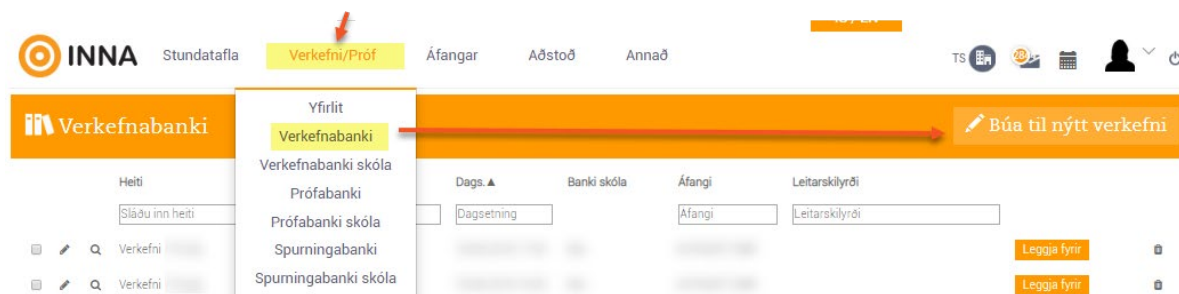 INNA Stundatafla Verkefni/Próf Áfangar Aðstoð Annað TS 28
Yfirlit
Verkefnabanki Verkefnabanki Búa til nýtt verkefni
Verkefnabanki skóla
Heiti Prófabanki Dags.▲ Banki skóla Áfangi Leitarskilyrði
Sláðu inn heiti Prófabanki skóla Dagsetning Áfangi Leitarskilyrði
Verkefni Spurningabanki Leggja fyrir
Verkefni Spurningabanki skóla Leggja fyrir